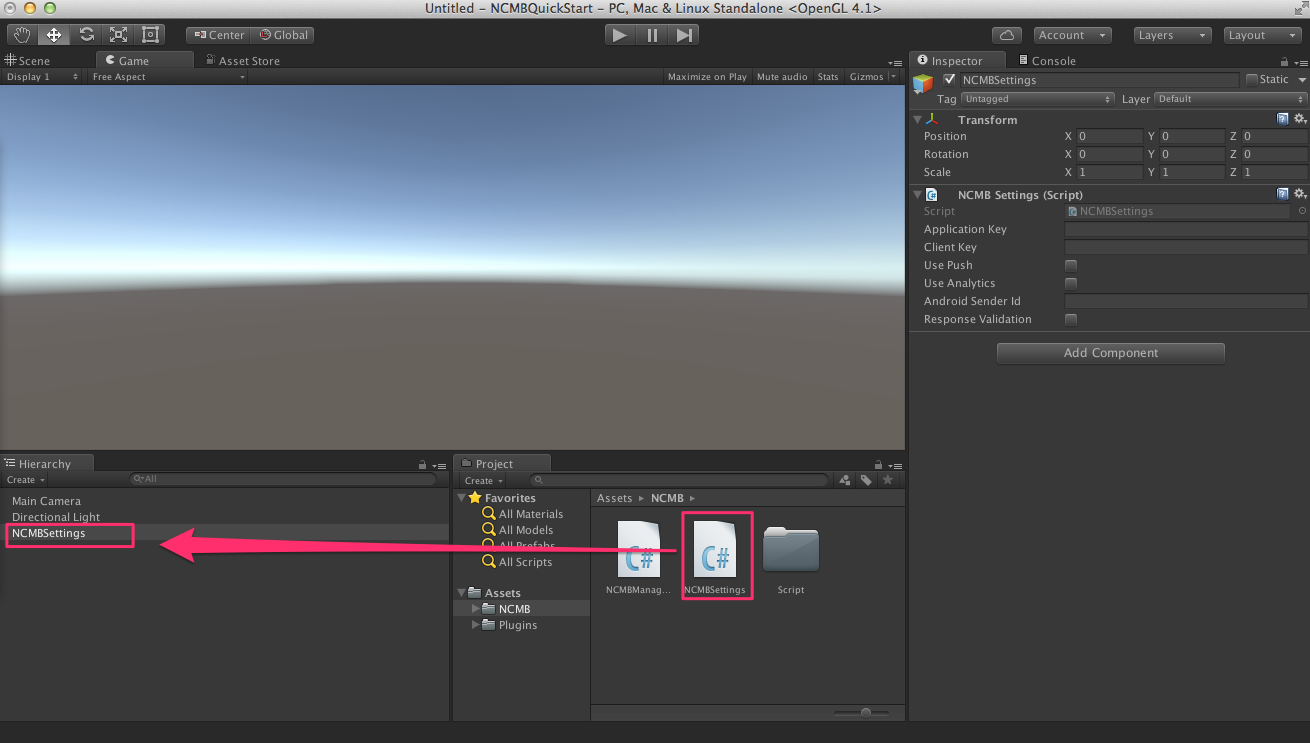 Untitled - NCMBQuickStart - PC, Mac & Linux Standalone <OpenGL 4.1>
Center Global Account Layers Layout
Scene Game Asset Store
Display 1 Free Aspect Maximize on Play Mute audio Stats Gizmos
Inspector Console
NCMBSettings Static
Tag Untagged Layer Default
Transform
Position X 0 Y 0 Z 0
Rotation X 0 Y 0 Z 0
Scale X 1 Y 1 Z 1
C# NCMB Settings (Script)
Script NCMBSettings
Application Key
Client Key
Use Push
Use Analytics
Android Sender Id
Response Validation
Add Component
Hierarchy
Create All
Main Camera
Directional Light
NCMBSettings
Project
Create
Favorites
All Materials
All Models
All Prefabs
All Scripts
Assets
NCMB
Plugins
Assets ▸ NCMB ▸
C# C#
NCMBManag... NCMBSettings Script